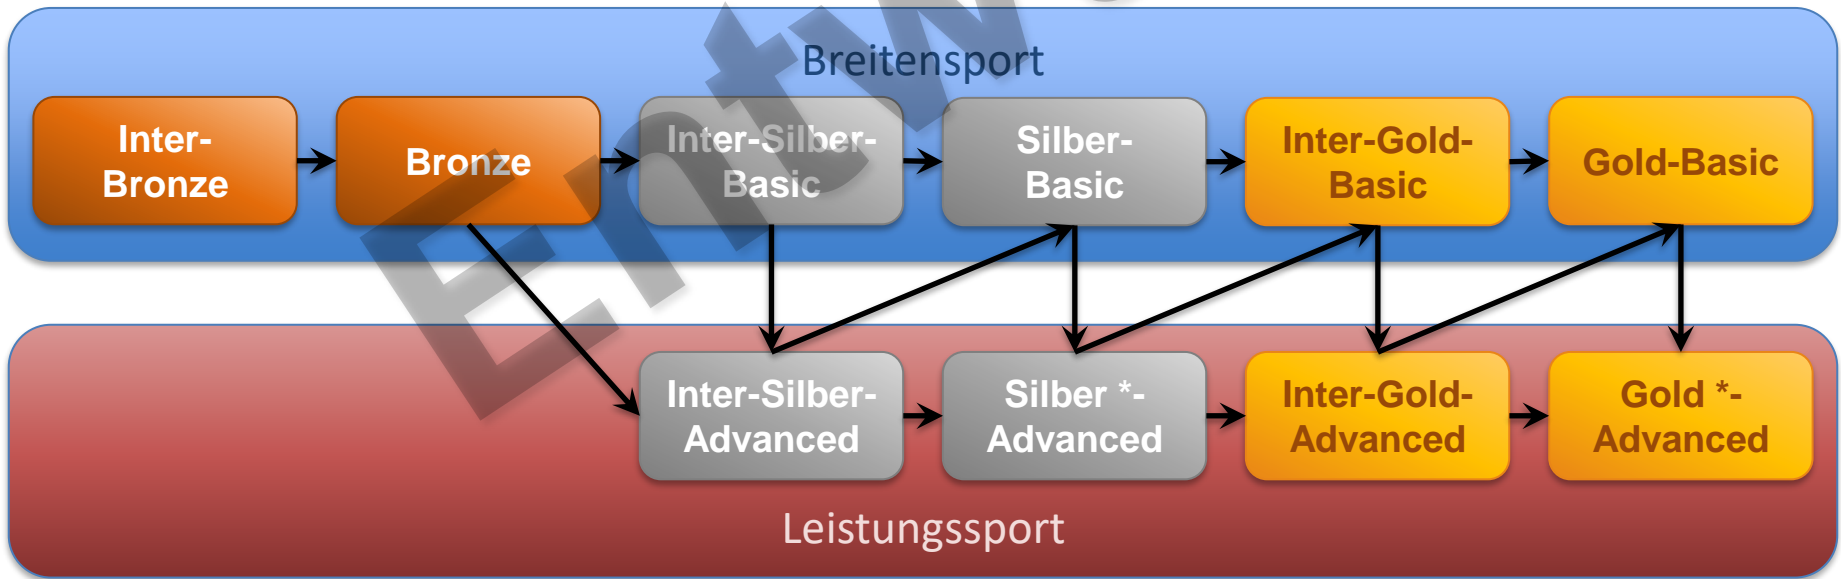 Breitensport
Inter-
Bronze
Bronze
Inter-Silber-
Basic
Silber-
Basic
Inter-Gold-
Basic
Gold-Basic
Inter-Silber-
Advanced
Silber *-
Advanced
Inter-Gold-
Advanced
Gold *-
Advanced
Leistungssport
Entw